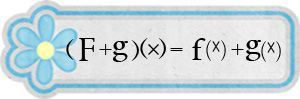 (F+g)(x) = f(x) +g(x)